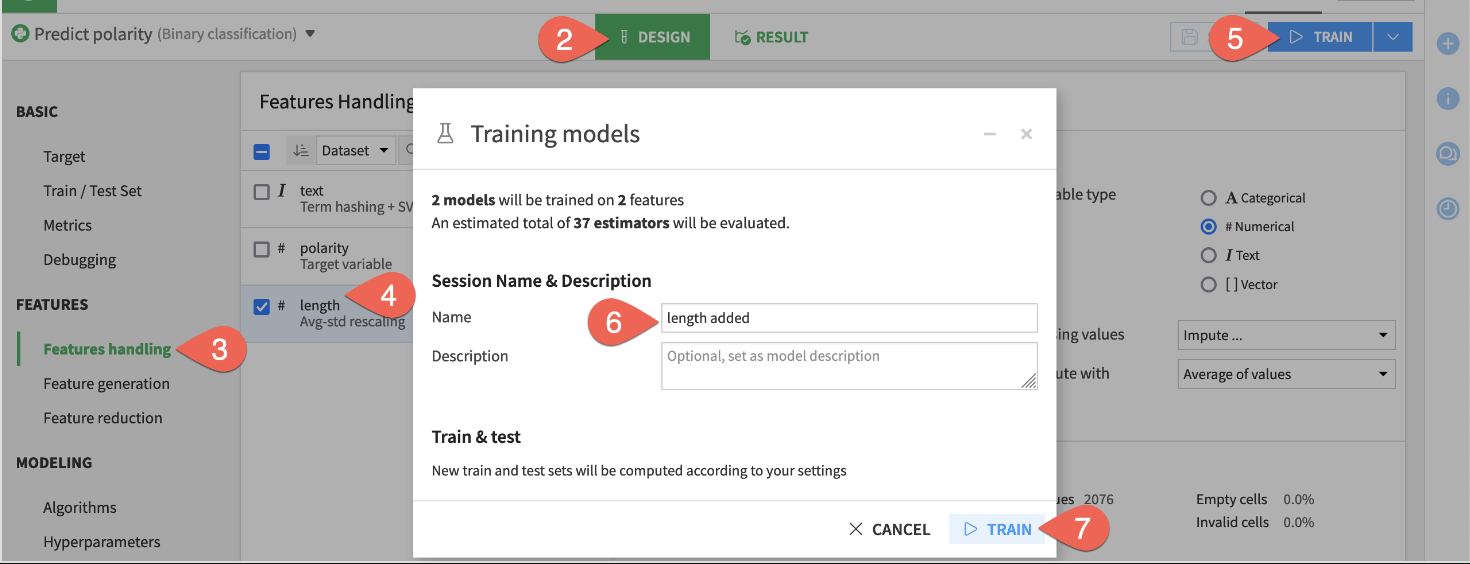 Predict polarity (Binary classification)
2
DESIGN
RESULT
5
TRAIN
BASIC
Target
Train / Test Set
Metrics
Debugging
FEATURES
Features handling
3
Feature generation
Feature reduction
MODELING
Algorithms
Hyperparameters
Features Handling
Dataset
I text
Term hashing + SV
# polarity
Target variable
# length
Avg-std rescaling
4
Training models
2 models will be trained on 2 features
An estimated total of 37 estimators will be evaluated.
Session Name & Description
Name
6
length added
Description
Optional, set as model description
Train & test
New train and test sets will be computed according to your settings
CANCEL
TRAIN
7
able type
A Categorical
# Numerical
I Text
[ ] Vector
ing values
Impute ...
ute with
Average of values
ues 2076
Empty cells 0.0%
Invalid cells 0.0%